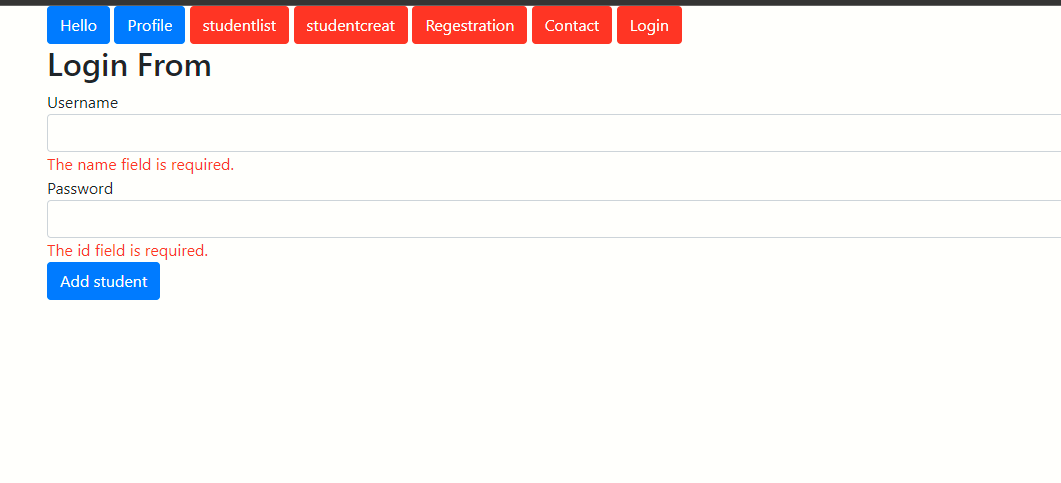 Hello Profile studentlist studentcreat Regestration Contact Login
Login From
Username
The name field is required.
Password
The id field is required.
Add student